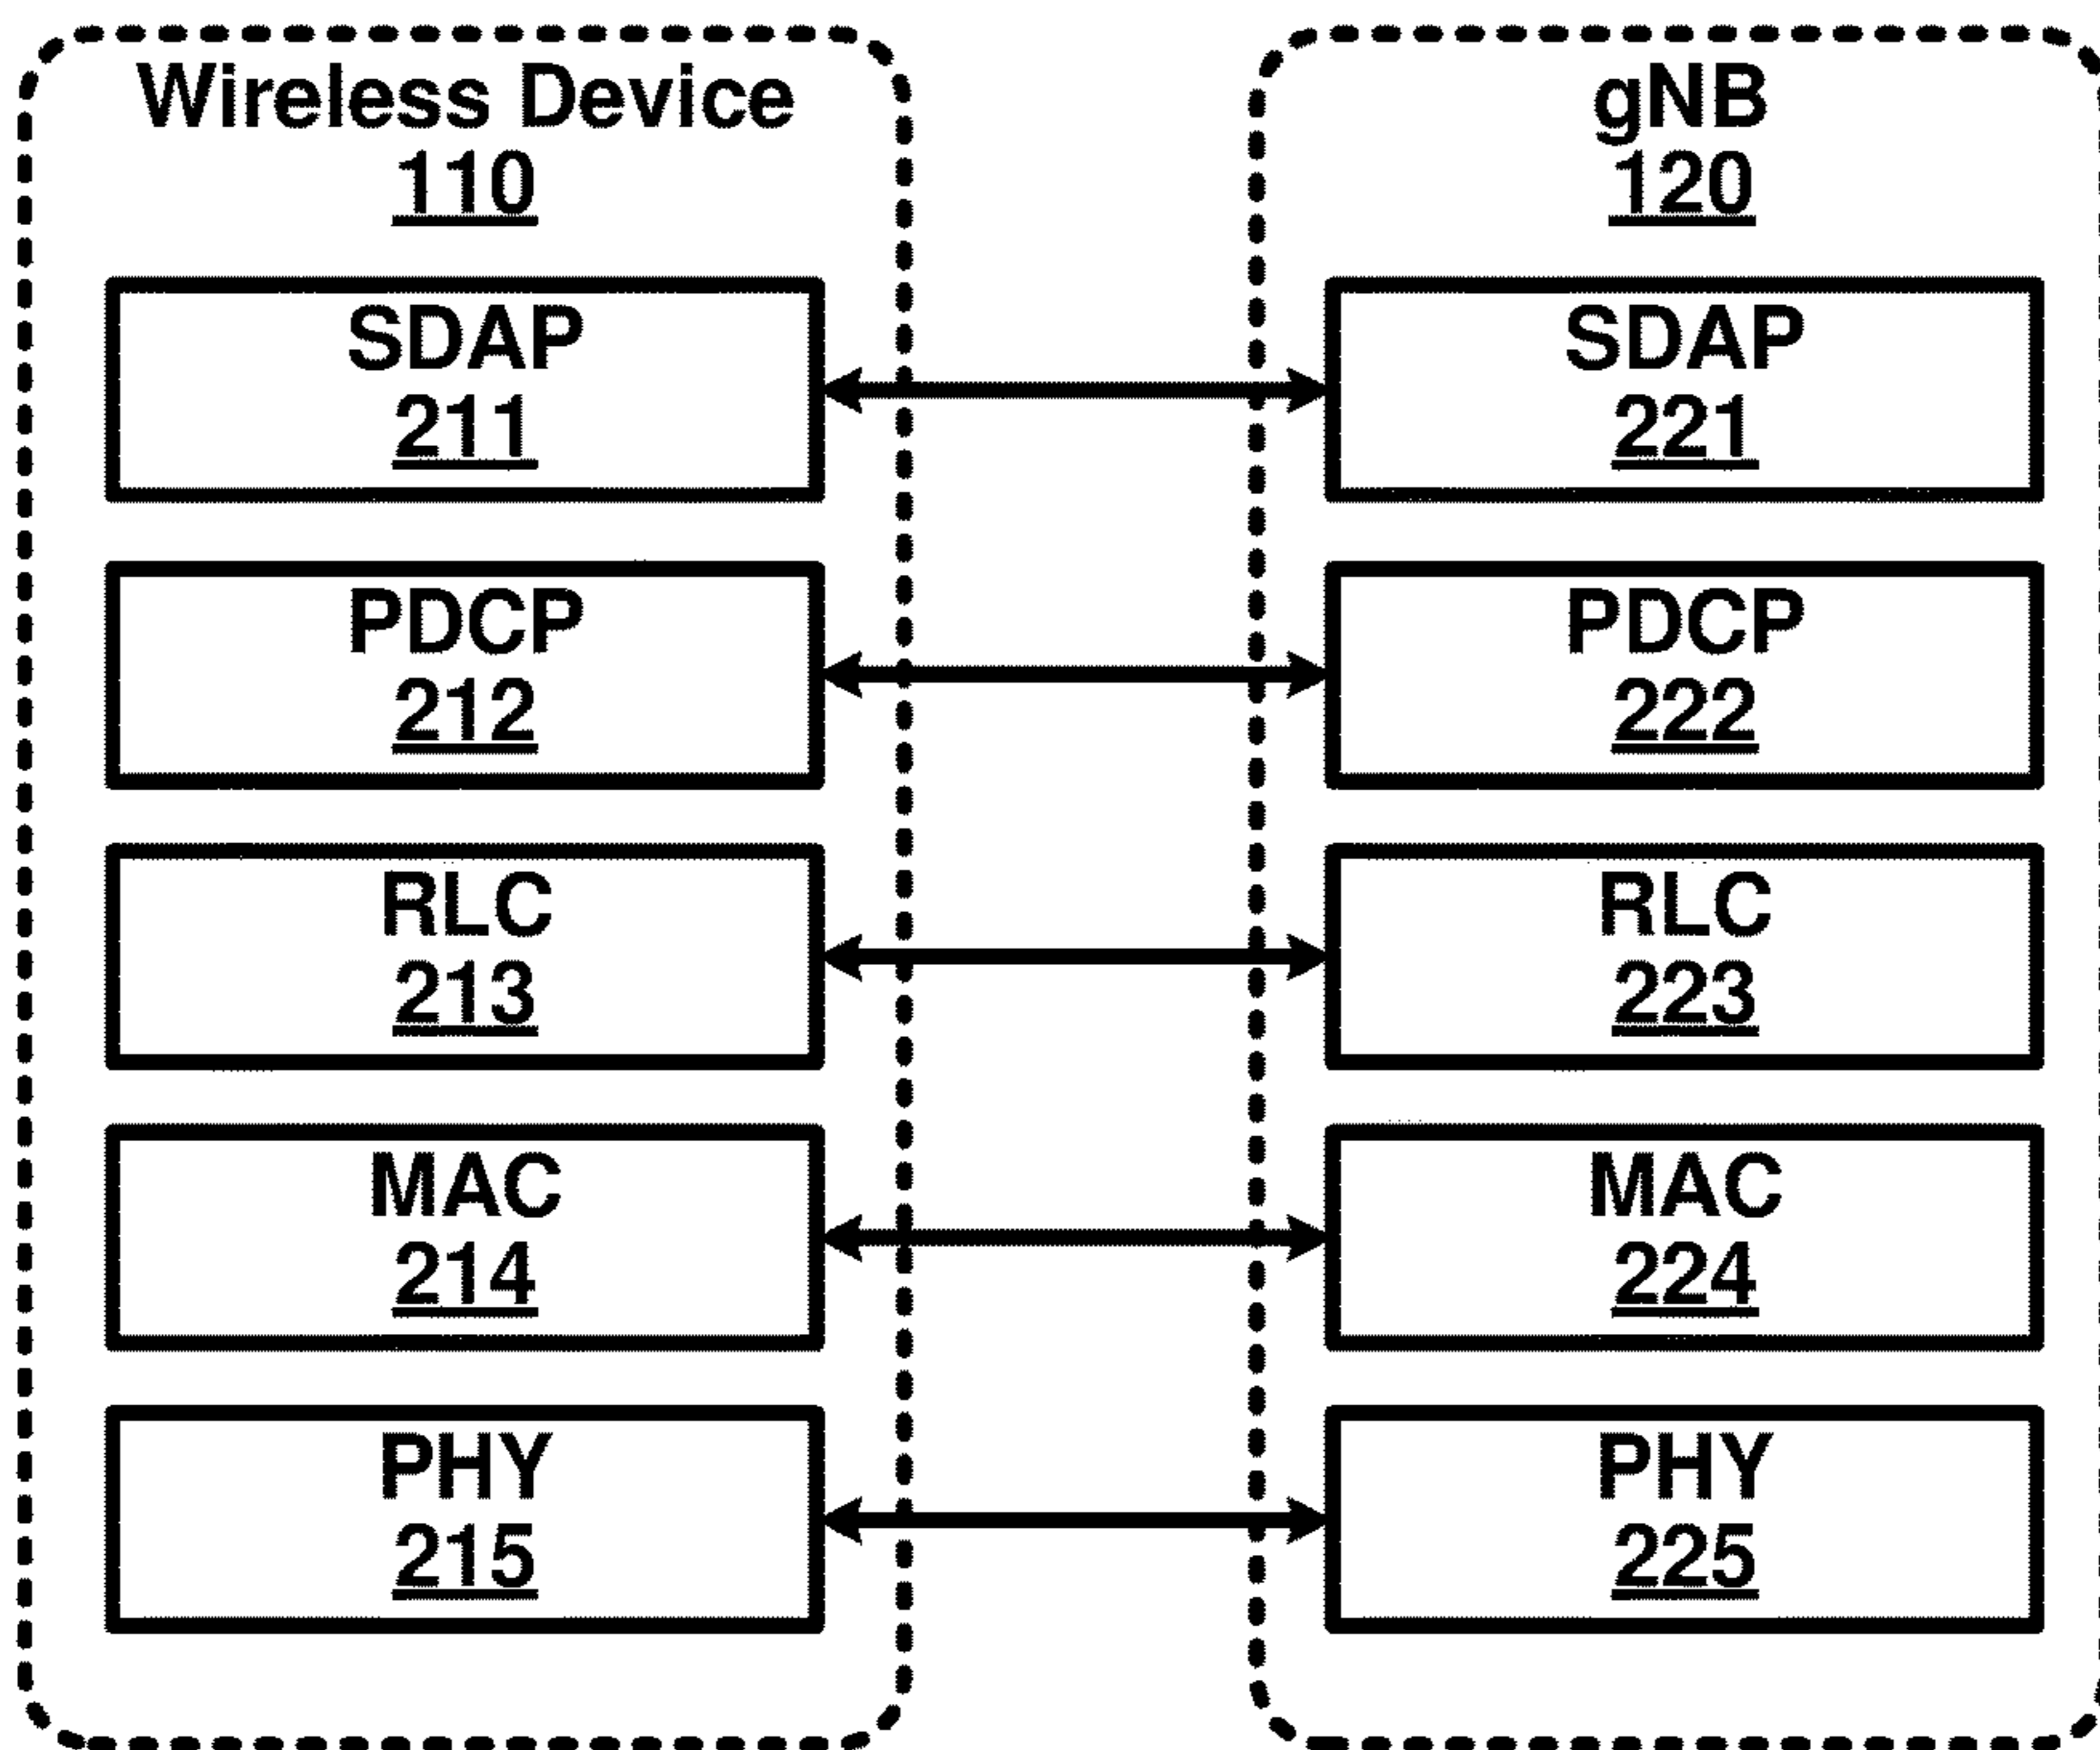 Wireless Device
110
SDAP
211
PDCP
212
RLC
213
MAC
214
PHY
215
gNB
120
SDAP
221
PDCP
222
RLC
223
MAC
224
PHY
225